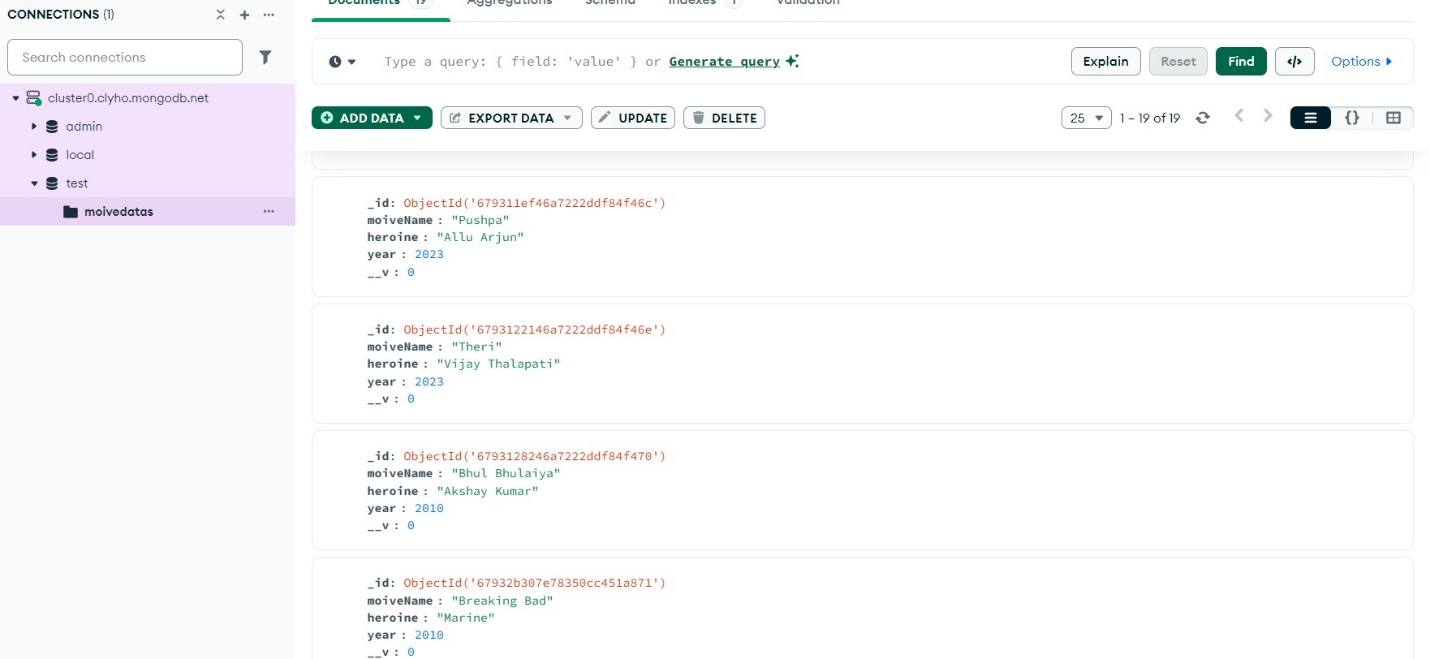 CONNECTIONS (1)
Search connections
cluster0.clyho.mongodb.net
admin
local
test
moivedatas
Documents 19 Aggregations Schema Indexes 1 Validation
Type a query: { field: 'value' } or Generate query
Explain Reset Find </> Options
ADD DATA EXPORT DATA UPDATE DELETE
25 1 – 19 of 19 {}
_id: ObjectId('679311ef46a7222ddf84f46c')
moiveName : "Pushpa"
heroine : "Allu Arjun"
year : 2023
__v : 0
_id: ObjectId('6793122146a7222ddf84f46e')
moiveName : "Theri"
heroine : "Vijay Thalapati"
year : 2023
__v : 0
_id: ObjectId('6793128246a7222ddf84f470')
moiveName : "Bhul Bhulaiya"
heroine : "Akshay Kumar"
year : 2010
__v : 0
_id: ObjectId('67932b307e78350cc451a871')
moiveName : "Breaking Bad"
heroine : "Marine"
year : 2010
__v : 0